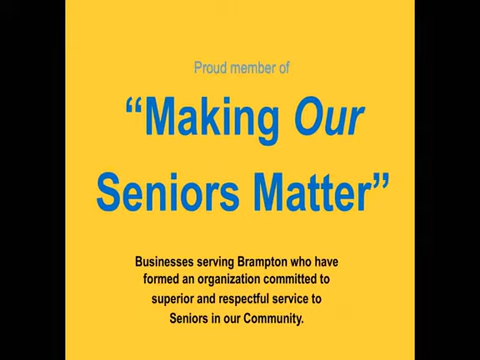 Proud member of
“Making Our
Seniors Matter”
Businesses serving Brampton who have
formed an organization committed to
superior and respectful service to
Seniors in our Community.